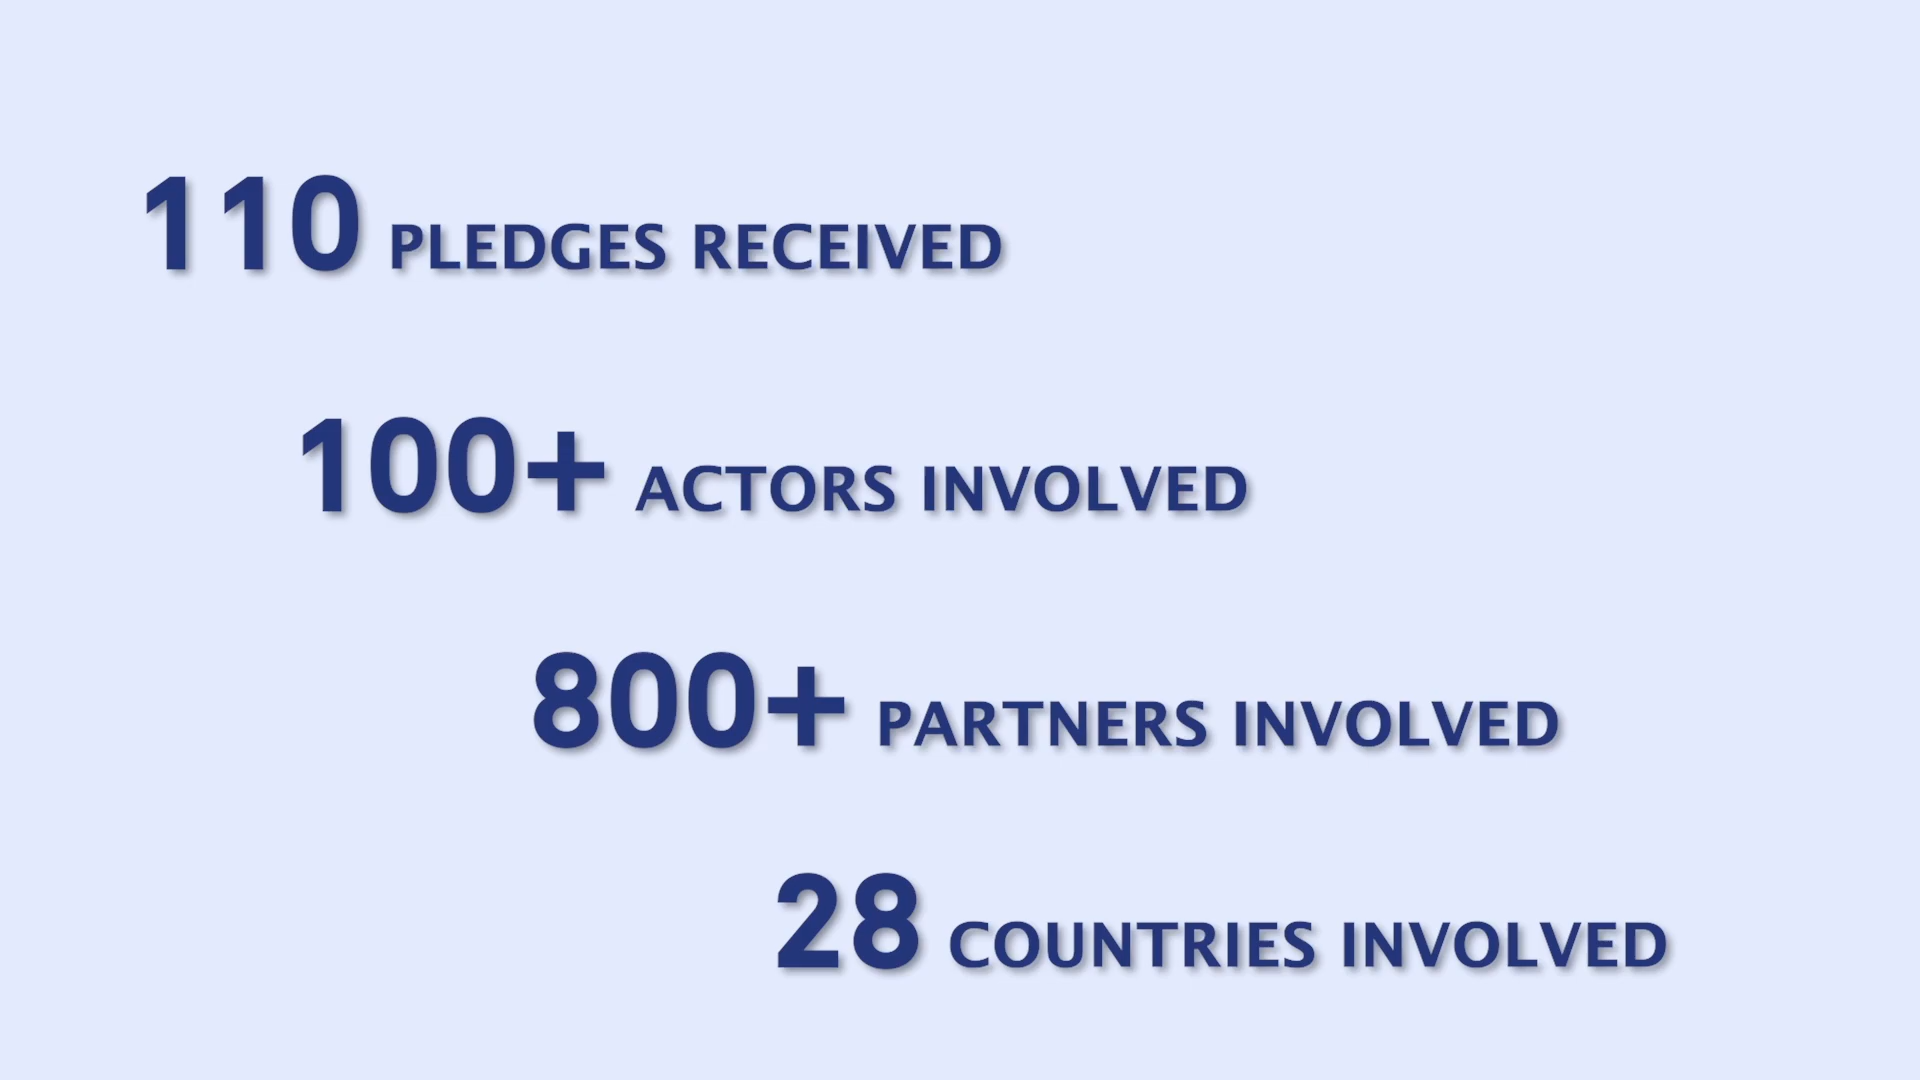 110 PLEDGES RECEIVED
100+ ACTORS INVOLVED
800+ PARTNERS INVOLVED
28 COUNTRIES INVOLVED